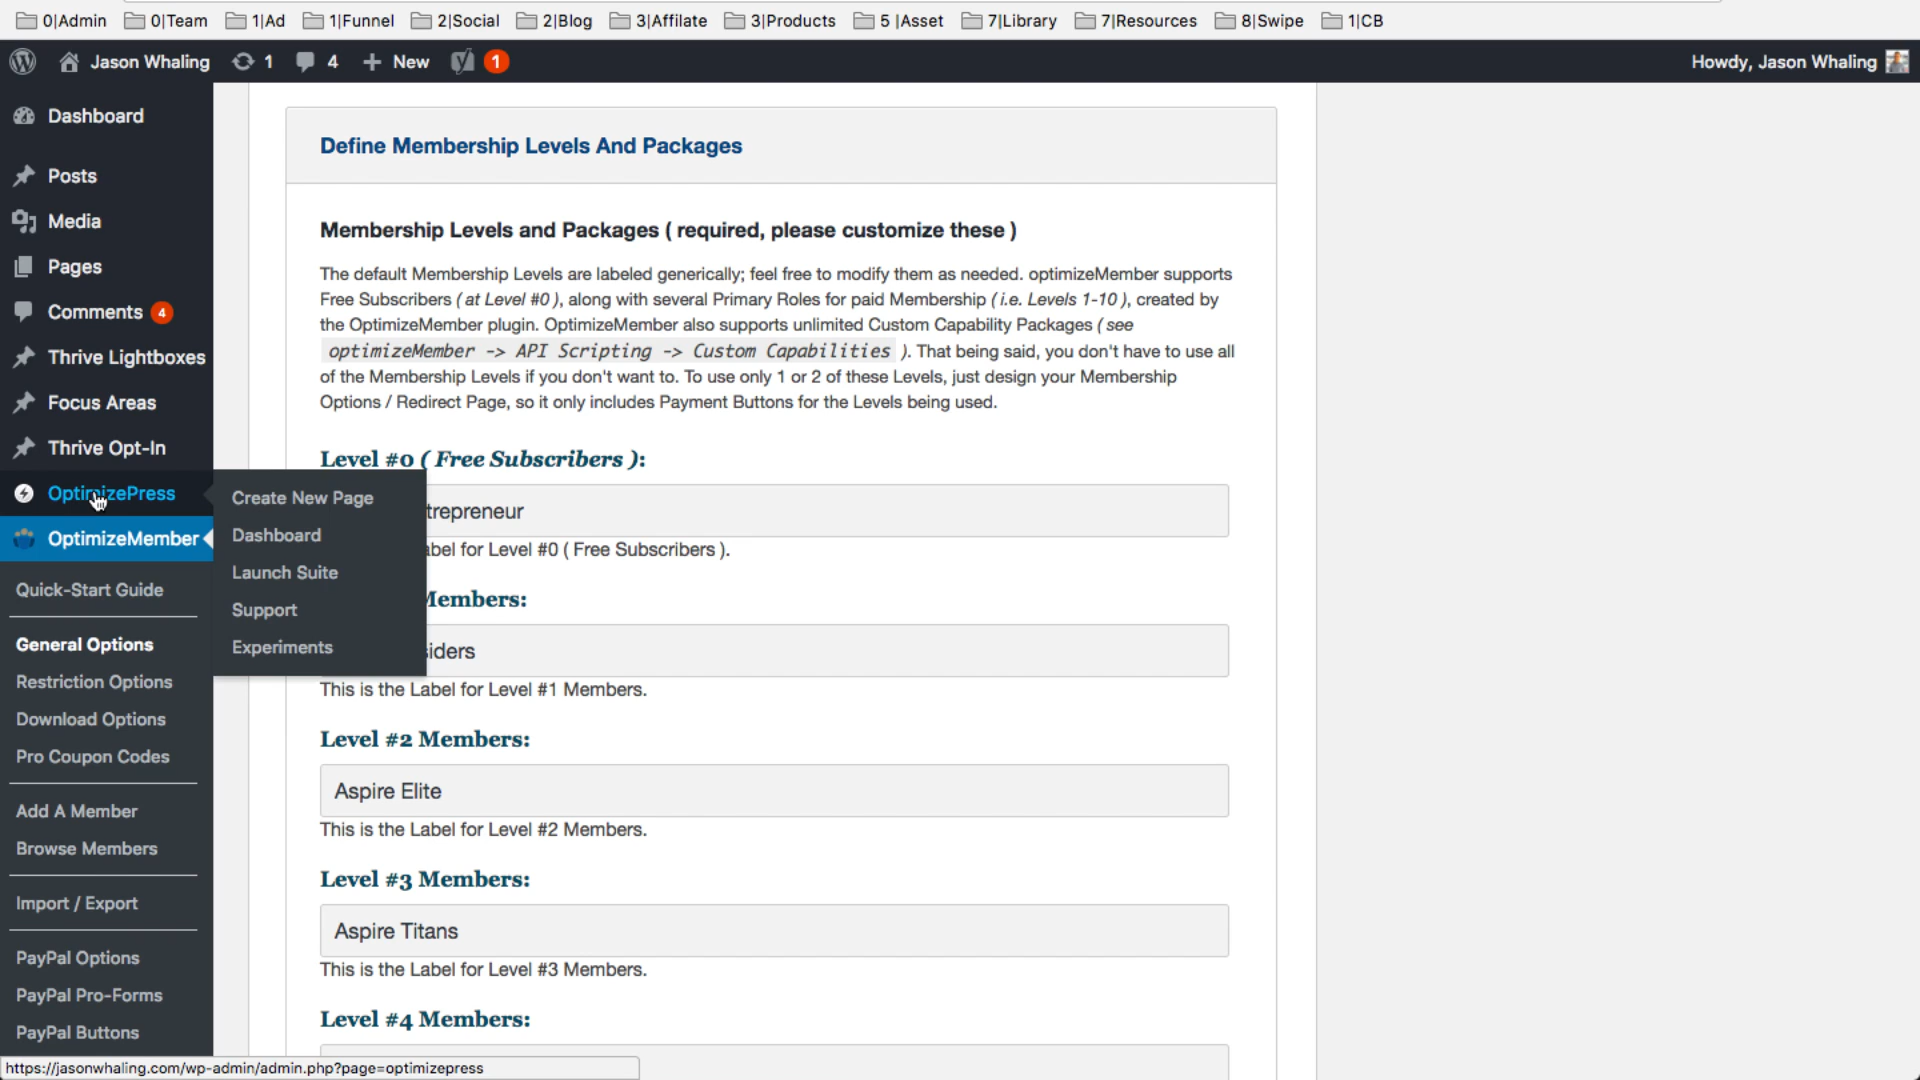 0|Admin 0|Team 1|Ad 1|Funnel 2|Social 2|Blog 3|Affilate 3|Products 5 |Asset 7|Library 7|Resources 8|Swipe 1|CB
Jason Whaling 1 4 New 1 Howdy, Jason Whaling
Dashboard
Posts
Media
Pages
Comments 4
Thrive Lightboxes
Focus Areas
Thrive Opt-In
OptimizePress
OptimizeMember
Quick-Start Guide
General Options
Restriction Options
Download Options
Pro Coupon Codes
Add A Member
Browse Members
Import / Export
PayPal Options
PayPal Pro-Forms
PayPal Buttons
Create New Page
Dashboard
Launch Suite
Support
Experiments
Define Membership Levels And Packages
Membership Levels and Packages ( required, please customize these )
The default Membership Levels are labeled generically; feel free to modify them as needed. optimizeMember supports
Free Subscribers ( at Level #0 ), along with several Primary Roles for paid Membership ( i.e. Levels 1-10 ), created by
the OptimizeMember plugin. OptimizeMember also supports unlimited Custom Capability Packages ( see
optimizeMember -> API Scripting -> Custom Capabilities ). That being said, you don't have to use all
of the Membership Levels if you don't want to. To use only 1 or 2 of these Levels, just design your Membership
Options / Redirect Page, so it only includes Payment Buttons for the Levels being used.
Level #0 ( Free Subscribers ):
trepreneur
abel for Level #0 ( Free Subscribers ).
Members:
siders
This is the Label for Level #1 Members.
Level #2 Members:
Aspire Elite
This is the Label for Level #2 Members.
Level #3 Members:
Aspire Titans
This is the Label for Level #3 Members.
Level #4 Members:
https://jasonwhaling.com/wp-admin/admin.php?page=optimizepress